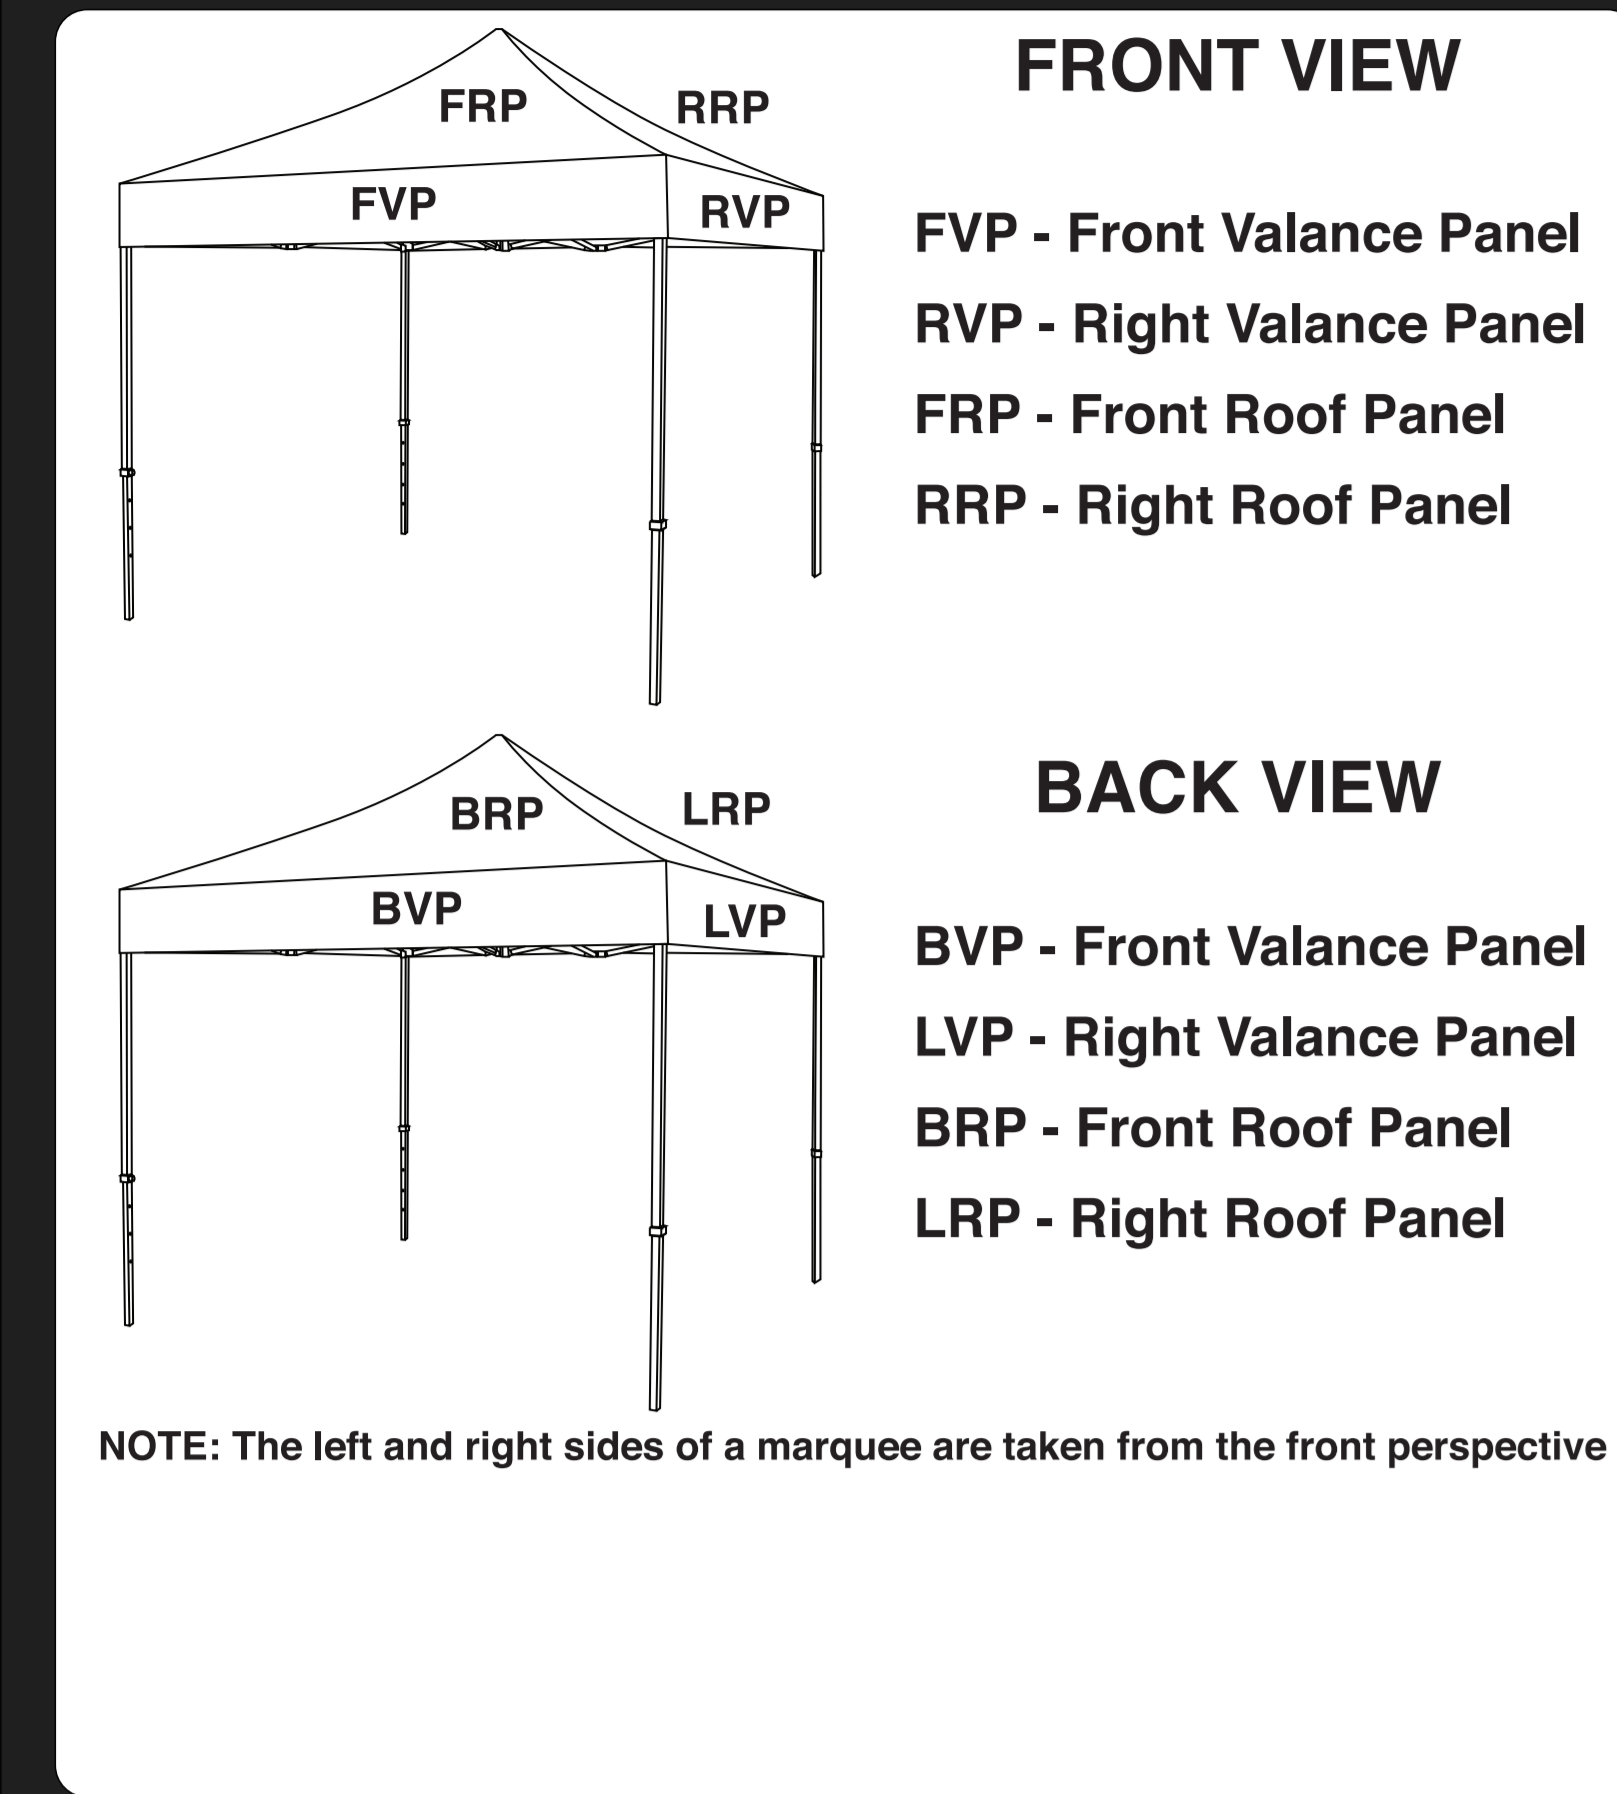 FRONT VIEW
FRP
RRP
FVP
RVP
FVP - Front Valance Panel
RVP - Right Valance Panel
FRP - Front Roof Panel
RRP - Right Roof Panel
BACK VIEW
BRP
LRP
BVP
LVP
BVP - Front Valance Panel
LVP - Right Valance Panel
BRP - Front Roof Panel
LRP - Right Roof Panel
NOTE: The left and right sides of a marquee are taken from the front perspective